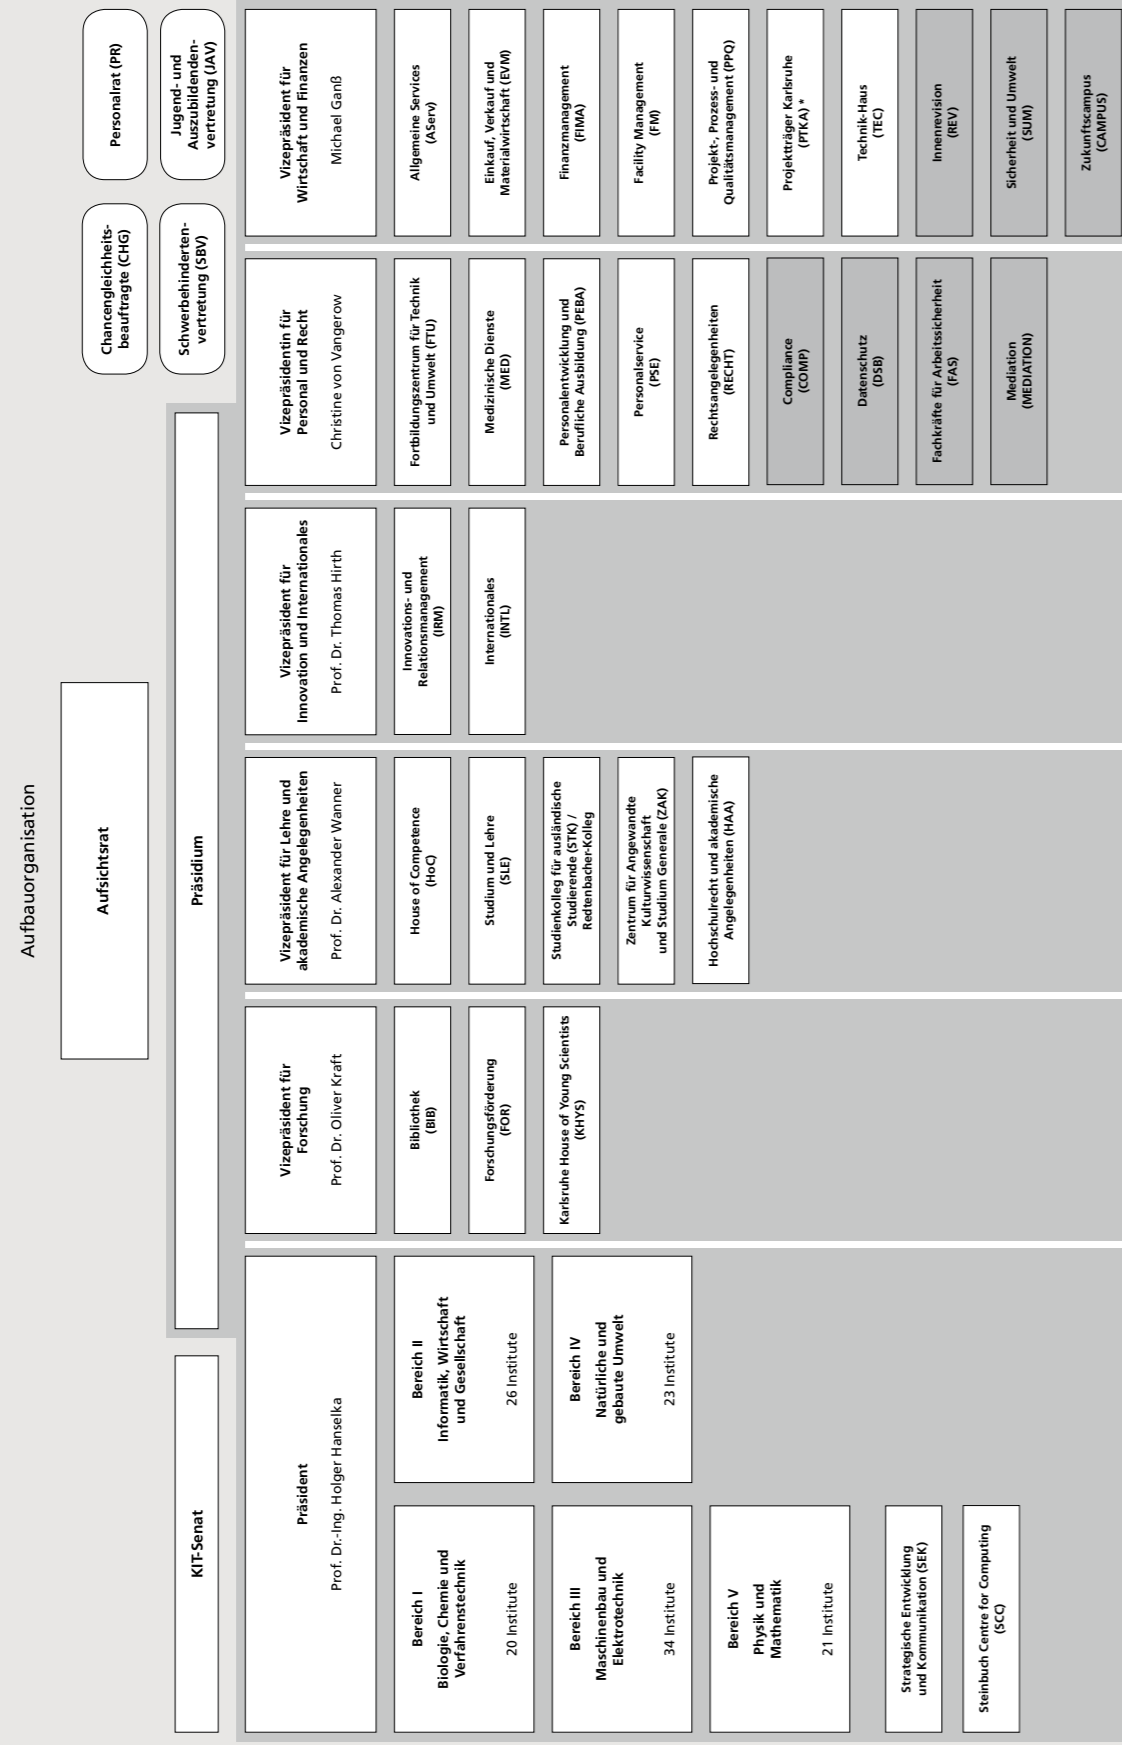 Aufbauorganisation
Aufsichtsrat
Chancengleichheits-
beauftragte (CHG)
Personalrat (PR)
KIT-Senat
Präsidium
Schwerbehinderten-
vertretung (SBV)
Jugend- und
Auszubildenden-
vertretung (JAV)
Präsident
Prof. Dr.-Ing. Holger Hanselka
Bereich I
Biologie, Chemie und
Verfahrenstechnik
20 Institute
Bereich II
Informatik, Wirtschaft
und Gesellschaft
26 Institute
Bereich III
Maschinenbau und
Elektrotechnik
34 Institute
Bereich IV
Natürliche und
gebaute Umwelt
23 Institute
Bereich V
Physik und
Mathematik
21 Institute
Strategische Entwicklung
und Kommunikation (SEK)
Steinbuch Centre for Computing
(SCC)
Vizepräsident für
Forschung
Prof. Dr. Oliver Kraft
Bibliothek
(BIB)
Forschungsförderung
(FOR)
Karlsruhe House of Young Scientists
(KHYS)
Vizepräsident für Lehre und
akademische Angelegenheiten
Prof. Dr. Alexander Wanner
House of Competence
(HoC)
Studium und Lehre
(SLE)
Studienkolleg für ausländische
Studierende (STK) /
Redtenbacher-Kolleg
Zentrum für Angewandte
Kulturwissenschaft
und Studium Generale (ZAK)
Hochschulrecht und akademische
Angelegenheiten (HAA)
Vizepräsident für
Innovation und Internationales
Prof. Dr. Thomas Hirth
Innovations- und
Relationsmanagement
(IRM)
Internationales
(INTL)
Vizepräsidentin für
Personal und Recht
Christine von Vangerow
Fortbildungszentrum für Technik
und Umwelt (FTU)
Medizinische Dienste
(MED)
Personalentwicklung und
Berufliche Ausbildung (PEBA)
Personalservice
(PSE)
Rechtsangelegenheiten
(RECHT)
Compliance
(COMP)
Datenschutz
(DSB)
Fachkräfte für Arbeitssicherheit
(FAS)
Mediation
(MEDIATION)
Vizepräsident für
Wirtschaft und Finanzen
Michael Ganß
Allgemeine Services
(AServ)
Einkauf, Verkauf und
Materialwirtschaft (EVM)
Finanzmanagement
(FIMA)
Facility Management
(FM)
Projekt-, Prozess- und
Qualitätsmanagement (PPQ)
Projektträger Karlsruhe
(PTKA) *
Technik-Haus
(TEC)
Innenrevision
(REV)
Sicherheit und Umwelt
(SUM)
Zukunftscampus
(CAMPUS)